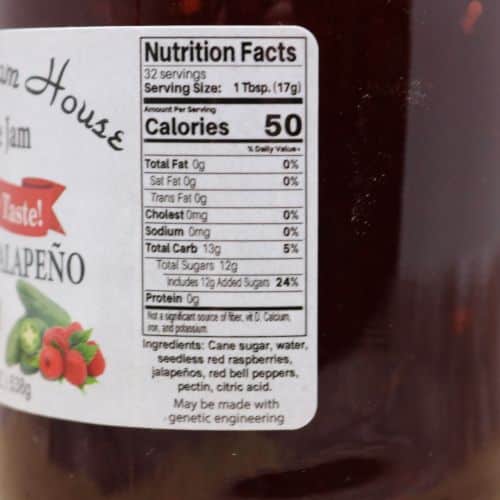 House
Jam
Taste!
JALAPEÑO
638g
Nutrition Facts
32 servings
Serving Size: 1 Tbsp. (17g)
Amount Per Serving
Calories 50
% Daily Value*
Total Fat 0g 0%
Sat Fat 0g 0%
Trans Fat 0g
Cholest 0mg 0%
Sodium 0mg 0%
Total Carb 13g 5%
Total Sugars 12g
Includes 12g Added Sugars 24%
Protein 0g
Not a significant source of fiber, vit D. Calcium,
iron, and potassium.
Ingredients: Cane sugar, water,
seedless red raspberries,
jalapeños, red bell peppers,
pectin, citric acid.
May be made with
genetic engineering